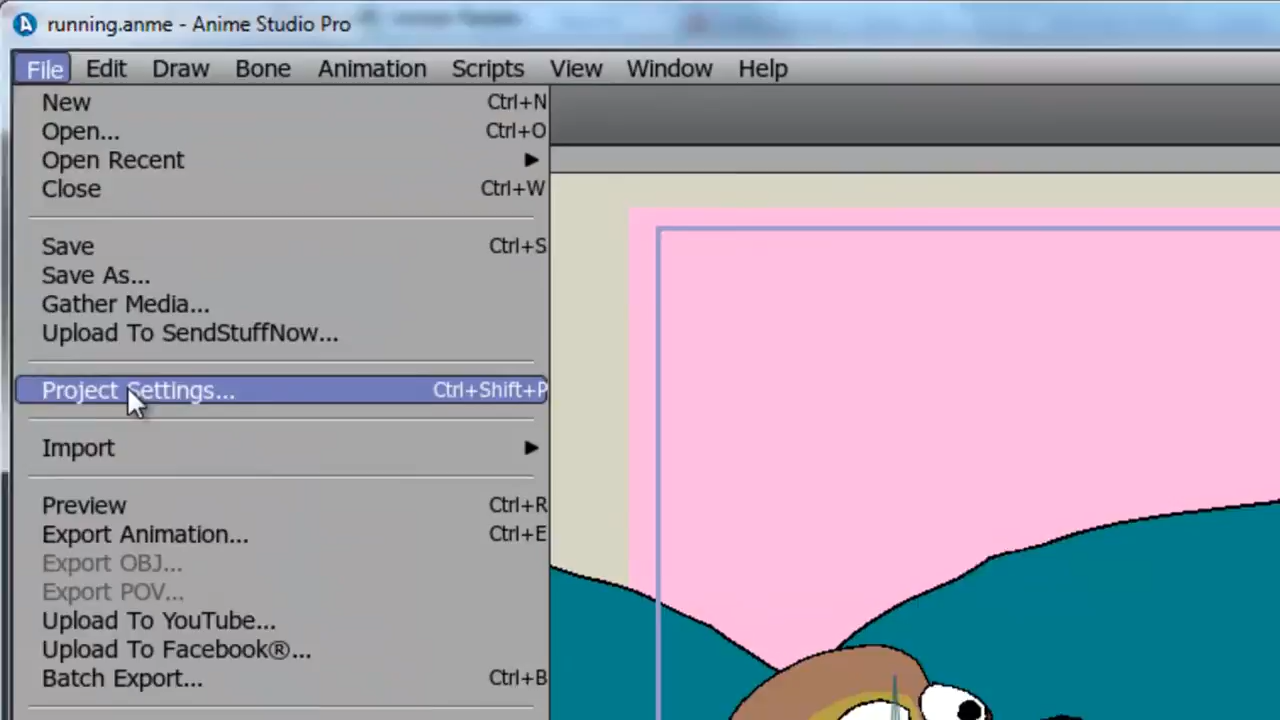 running.anme - Anime Studio Pro
File Edit Draw Bone Animation Scripts View Window Help
New Ctrl+N
Open... Ctrl+O
Open Recent
Close Ctrl+W
Save Ctrl+S
Save As...
Gather Media...
Upload To SendStuffNow...
Project Settings... Ctrl+Shift+P
Import
Preview Ctrl+R
Export Animation... Ctrl+E
Export OBJ...
Export POV...
Upload To YouTube...
Upload To Facebook®...
Batch Export... Ctrl+B